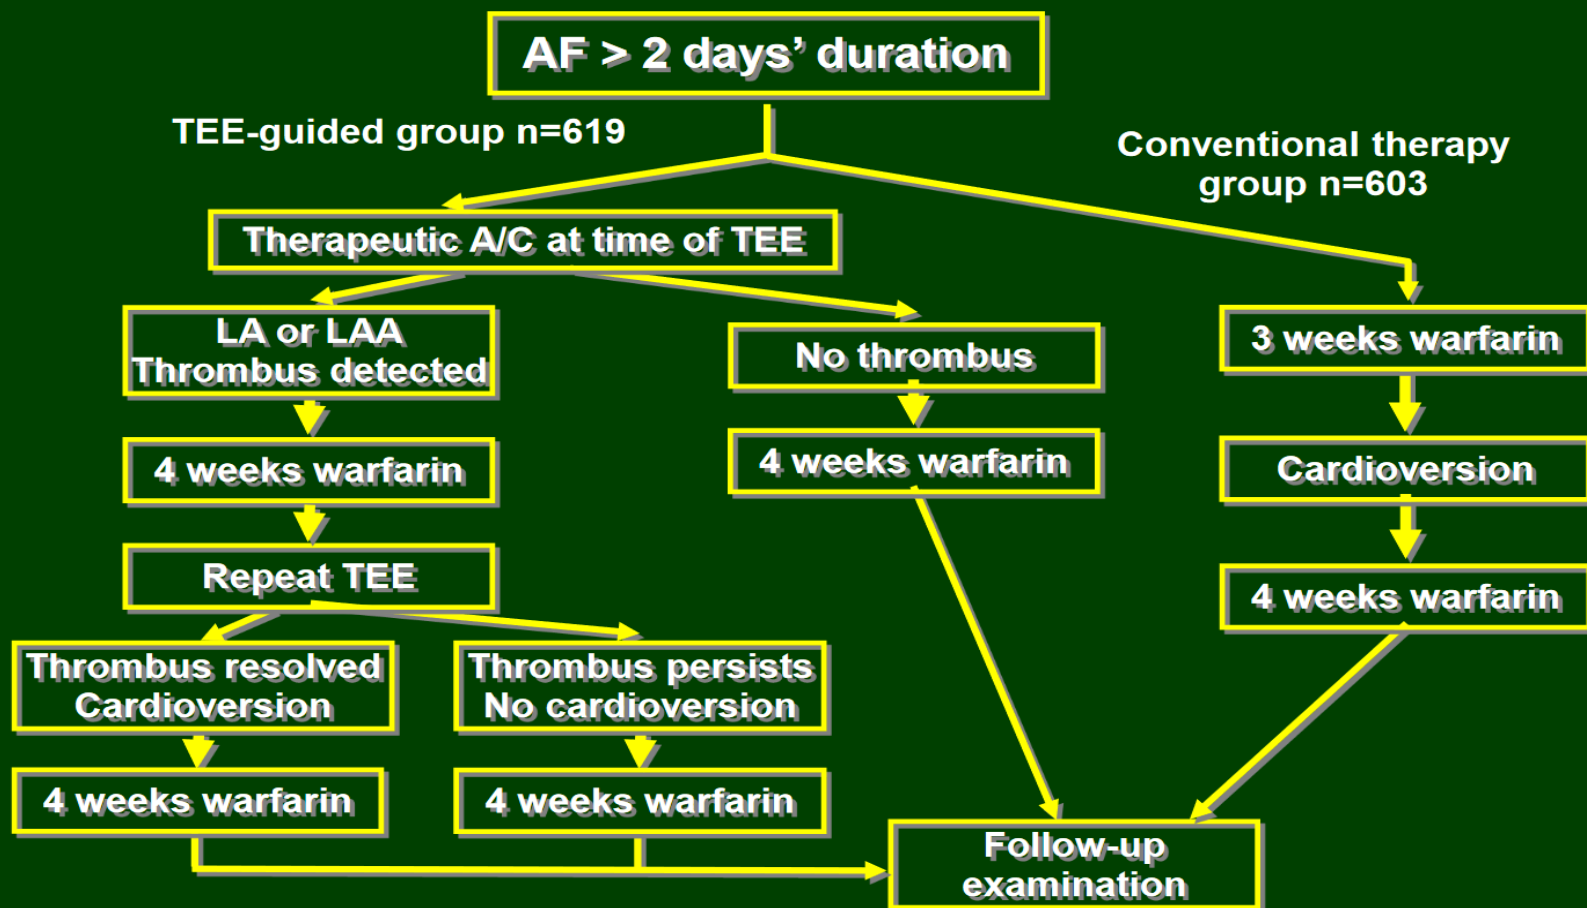 AF > 2 days’ duration
TEE-guided group n=619
Conventional therapy
group n=603
Therapeutic A/C at time of TEE
LA or LAA
Thrombus detected
No thrombus
3 weeks warfarin
4 weeks warfarin
4 weeks warfarin
Cardioversion
Repeat TEE
4 weeks warfarin
Thrombus resolved
Cardioversion
Thrombus persists
No cardioversion
4 weeks warfarin
4 weeks warfarin
Follow-up
examination